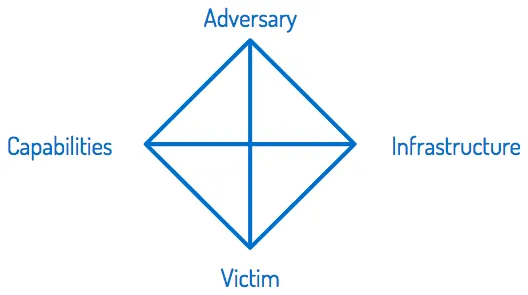 Adversary
Capabilities
Infrastructure
Victim